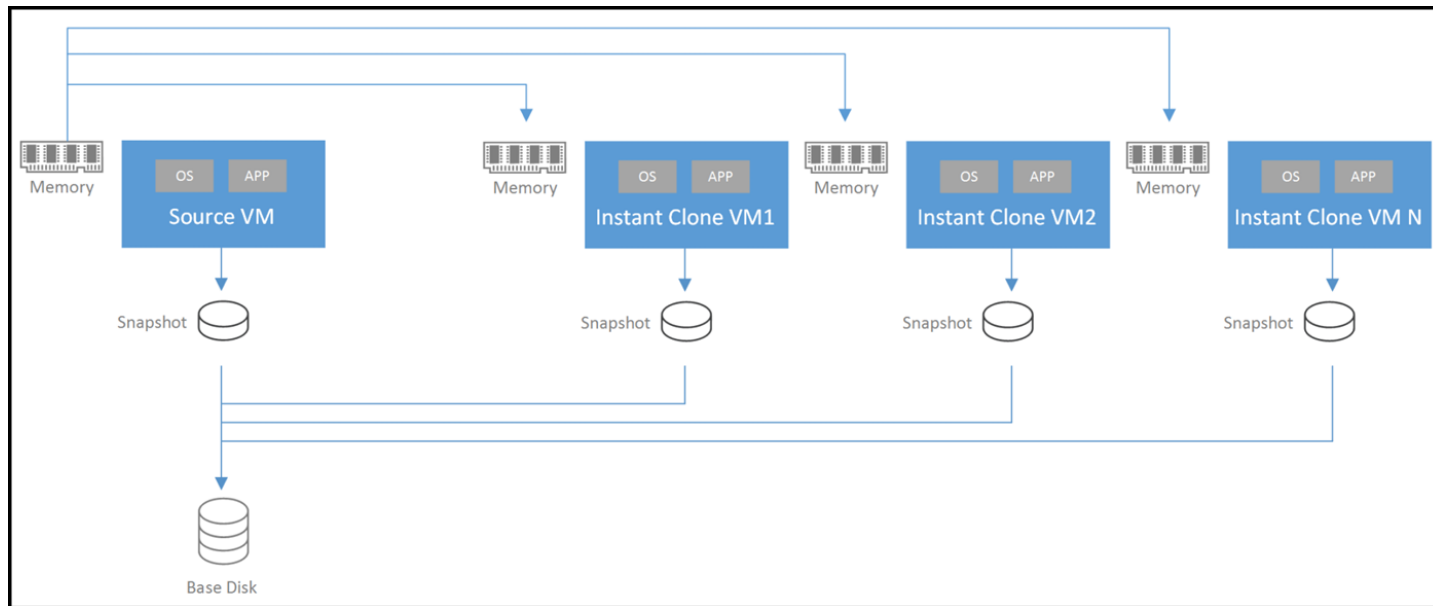 Memory
OS APP
Source VM
Memory
OS APP
Instant Clone VM1
Memory
OS APP
Instant Clone VM2
Memory
OS APP
Instant Clone VM N
Snapshot
Snapshot
Snapshot
Snapshot
Base Disk